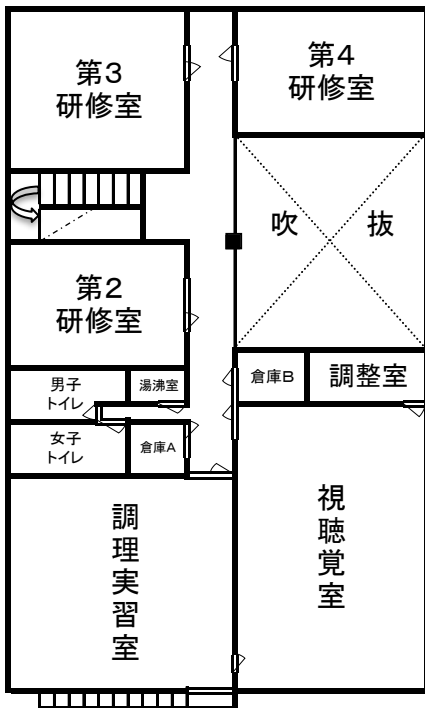 第3
研修室
第4
研修室
吹 抜
第2
研修室
男子
トイレ
湯沸室
倉庫B
調整室
女子
トイレ
倉庫A
調理実習室
視聴覚室